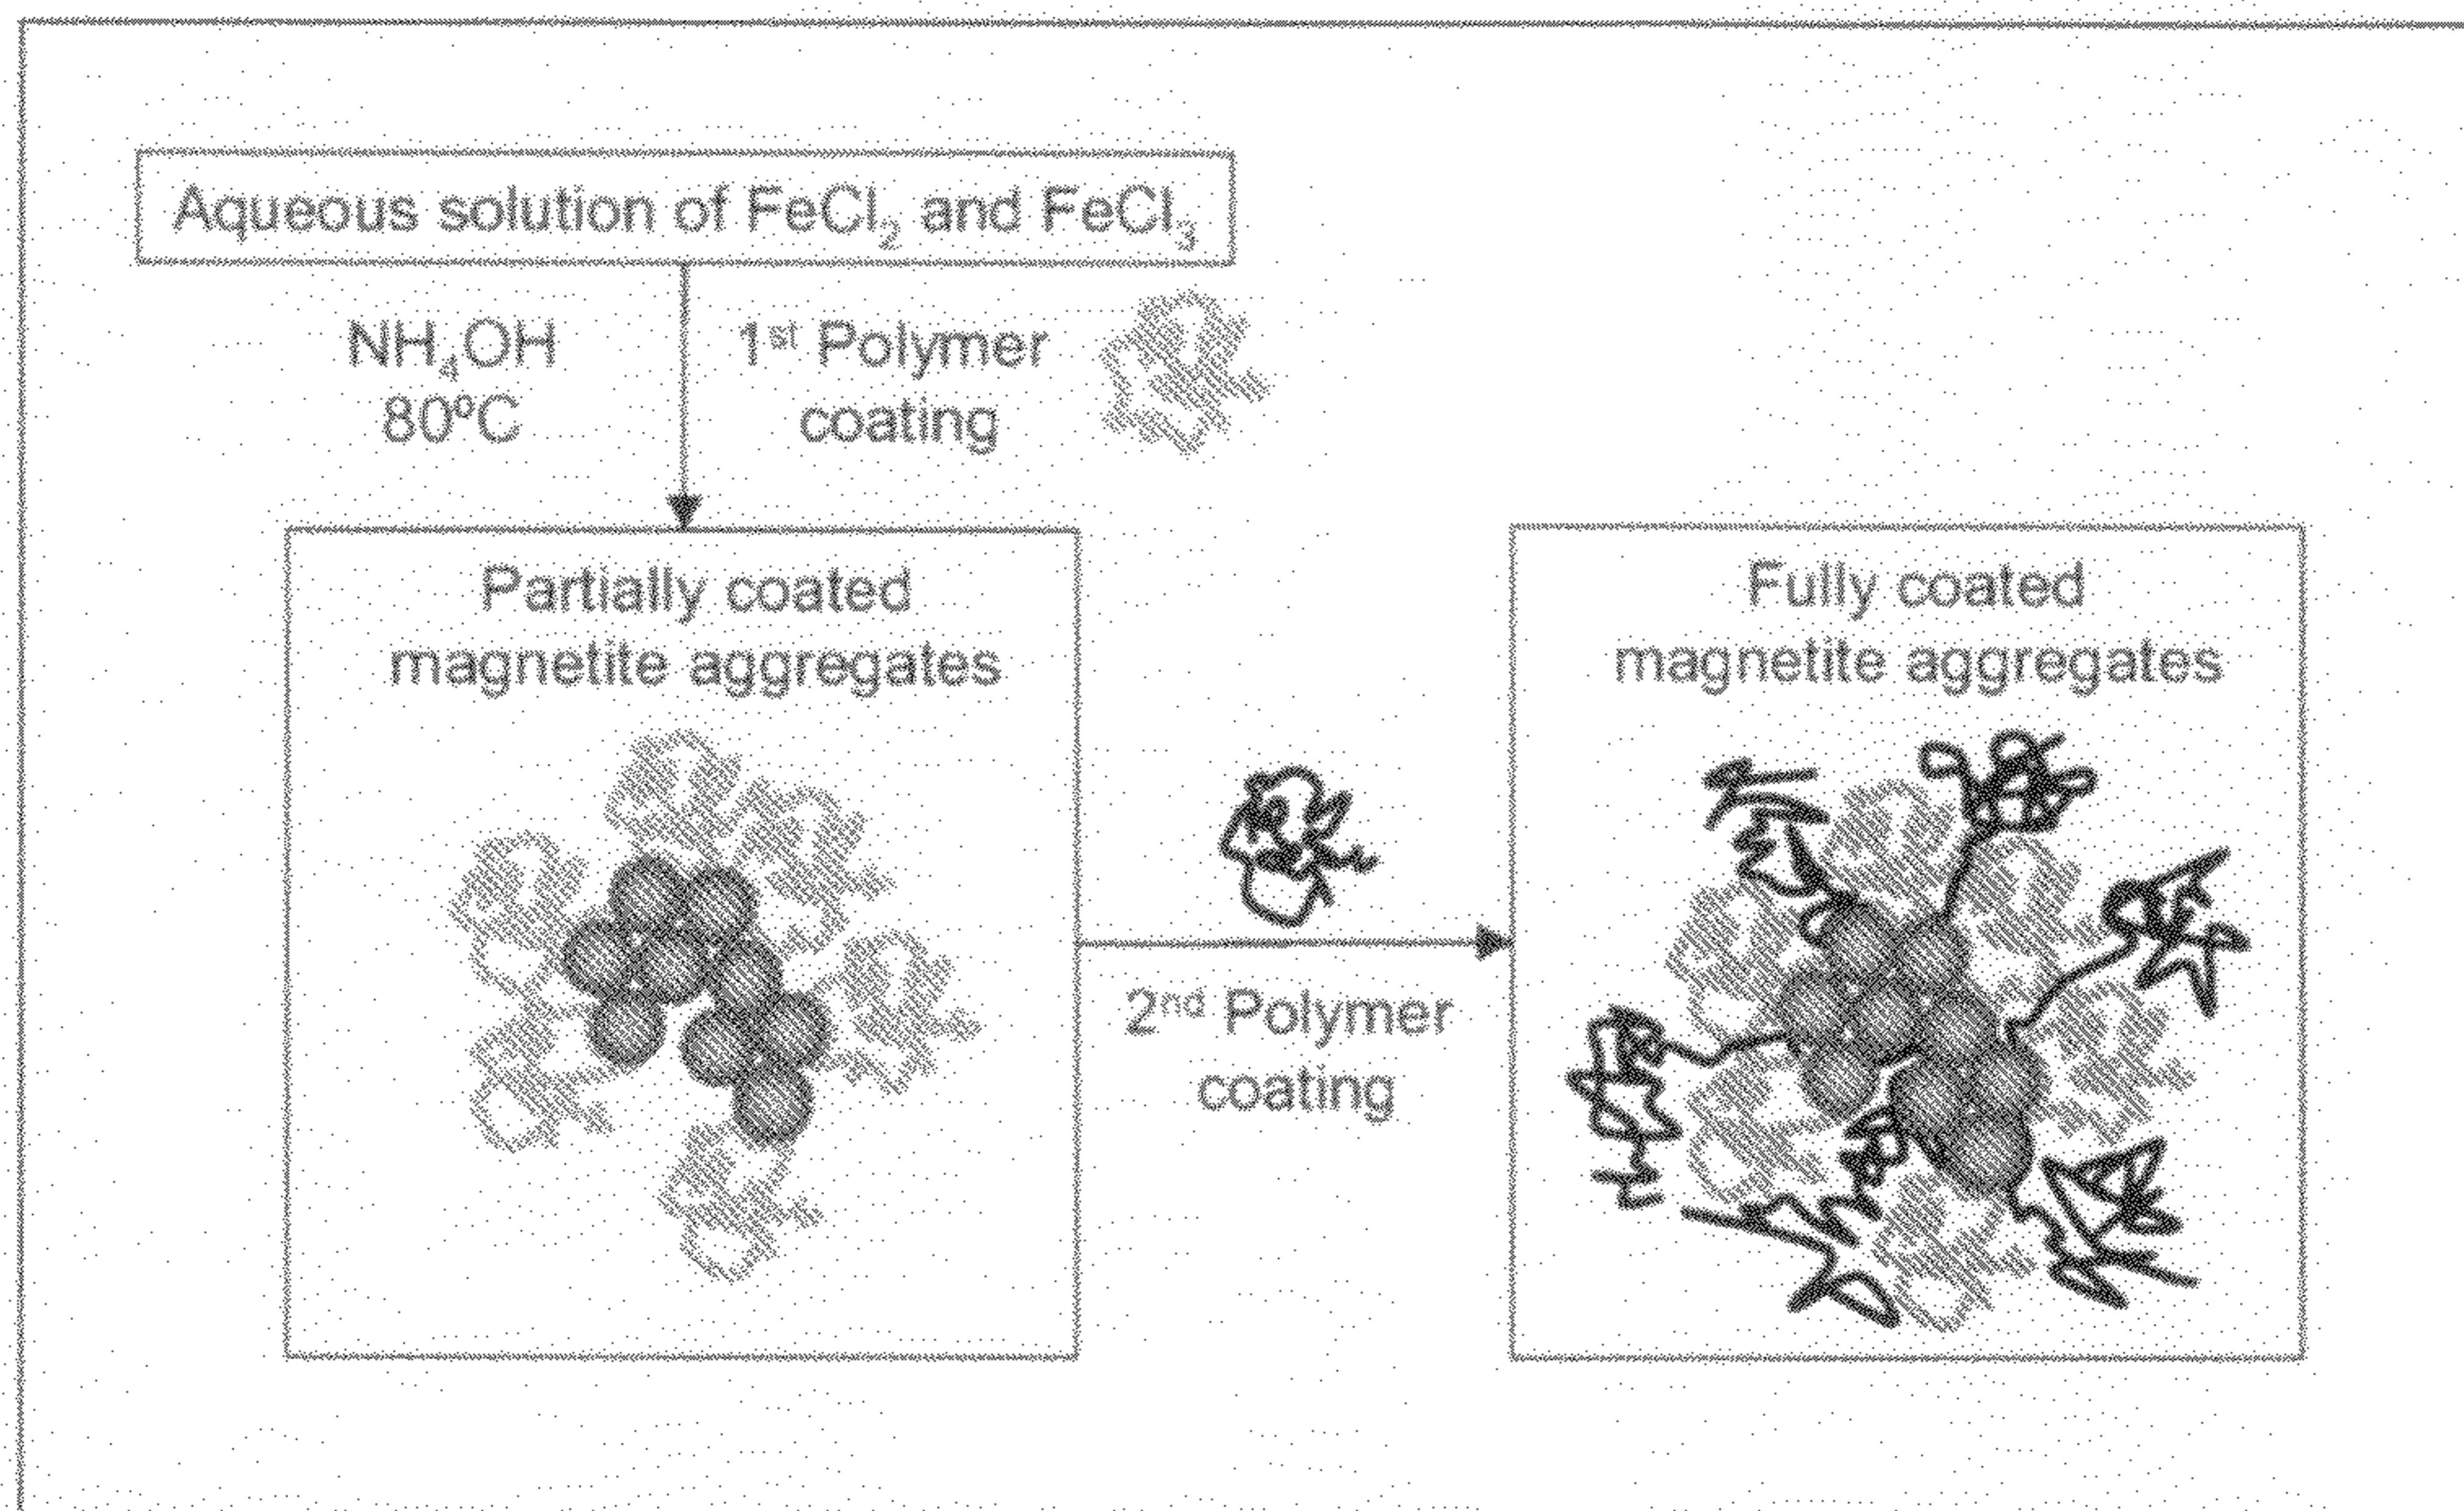 Aqueous solution of FeCl₂ and FeCl₃
NH₄OH
80ºC
1ˢᵗ Polymer
coating
Partially coated
magnetite aggregates
2ⁿᵈ Polymer
coating
Fully coated
magnetite aggregates